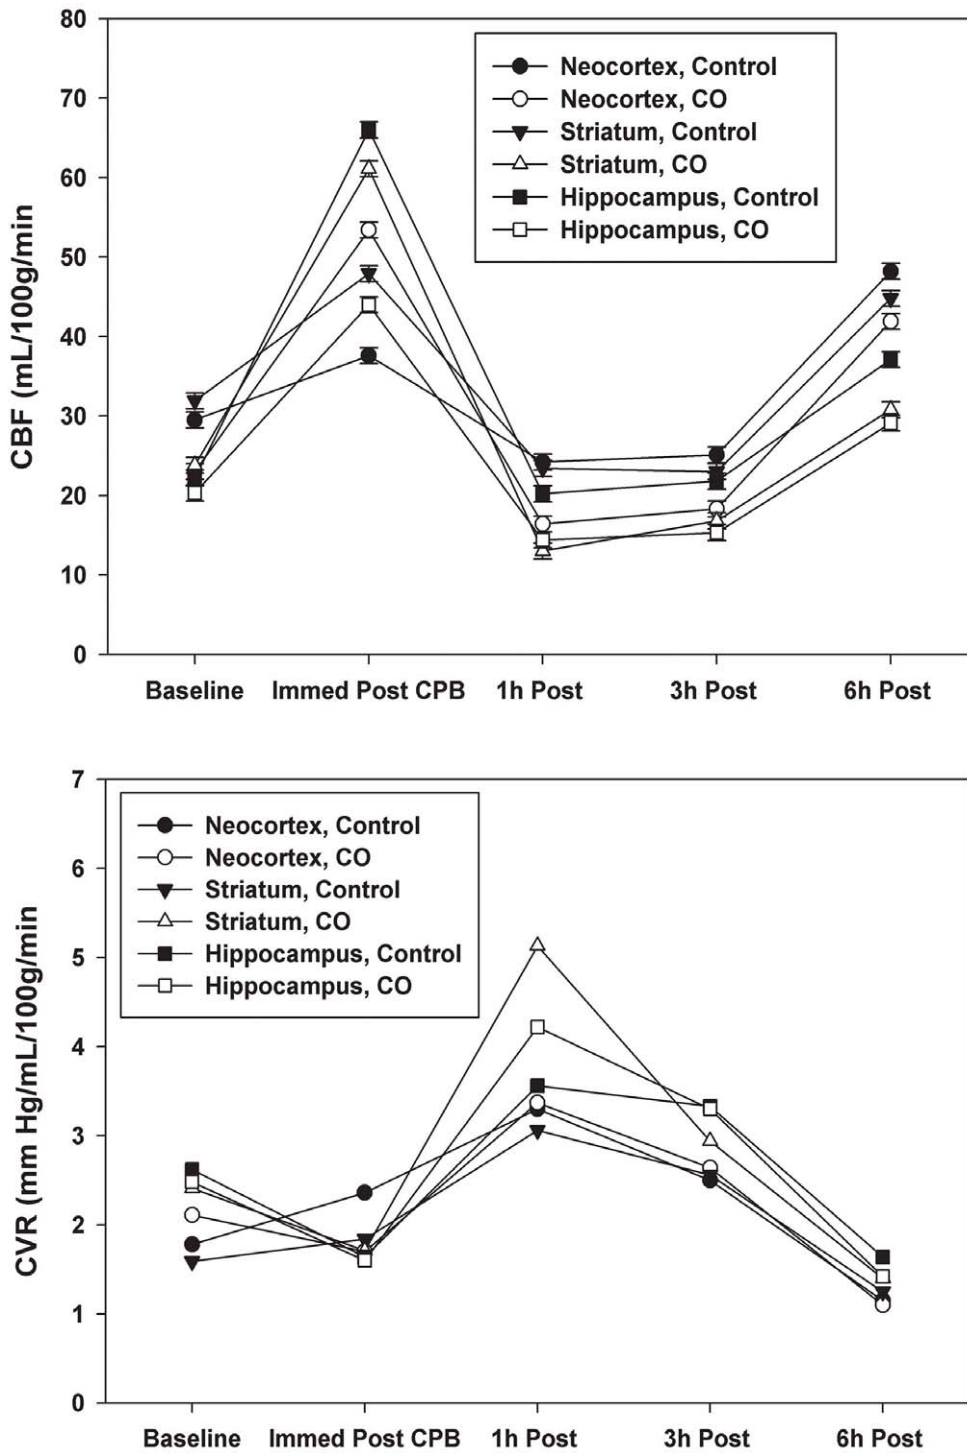 80
70
60
50
40
30
20
10
0
CBF (mL/100g/min
Neocortex, Control
Neocortex, CO
Striatum, Control
Striatum, CO
Hippocampus, Control
Hippocampus, CO
Baseline Immed Post CPB 1h Post 3h Post 6h Post
7
6
5
4
3
2
1
0
CVR (mm Hg/mL/100g/min
Neocortex, Control
Neocortex, CO
Striatum, Control
Striatum, CO
Hippocampus, Control
Hippocampus, CO
Baseline Immed Post CPB 1h Post 3h Post 6h Post